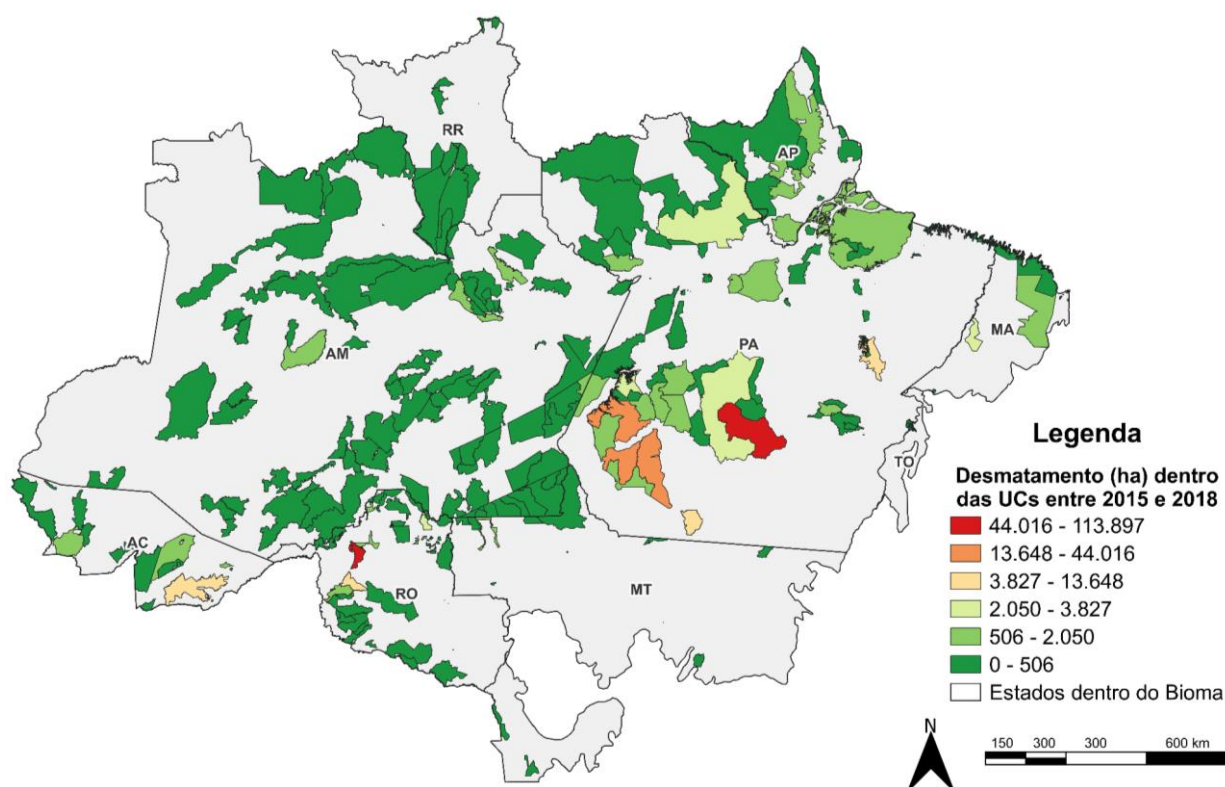 RR
AP
AM
PA
MA
TO
AC
RO
MT
Legenda
Desmatamento (ha) dentro
das UCs entre 2015 e 2018
44.016 - 113.897
13.648 - 44.016
3.827 - 13.648
2.050 - 3.827
506 - 2.050
0 - 506
Estados dentro do Bioma
N
150 300 300 600 km